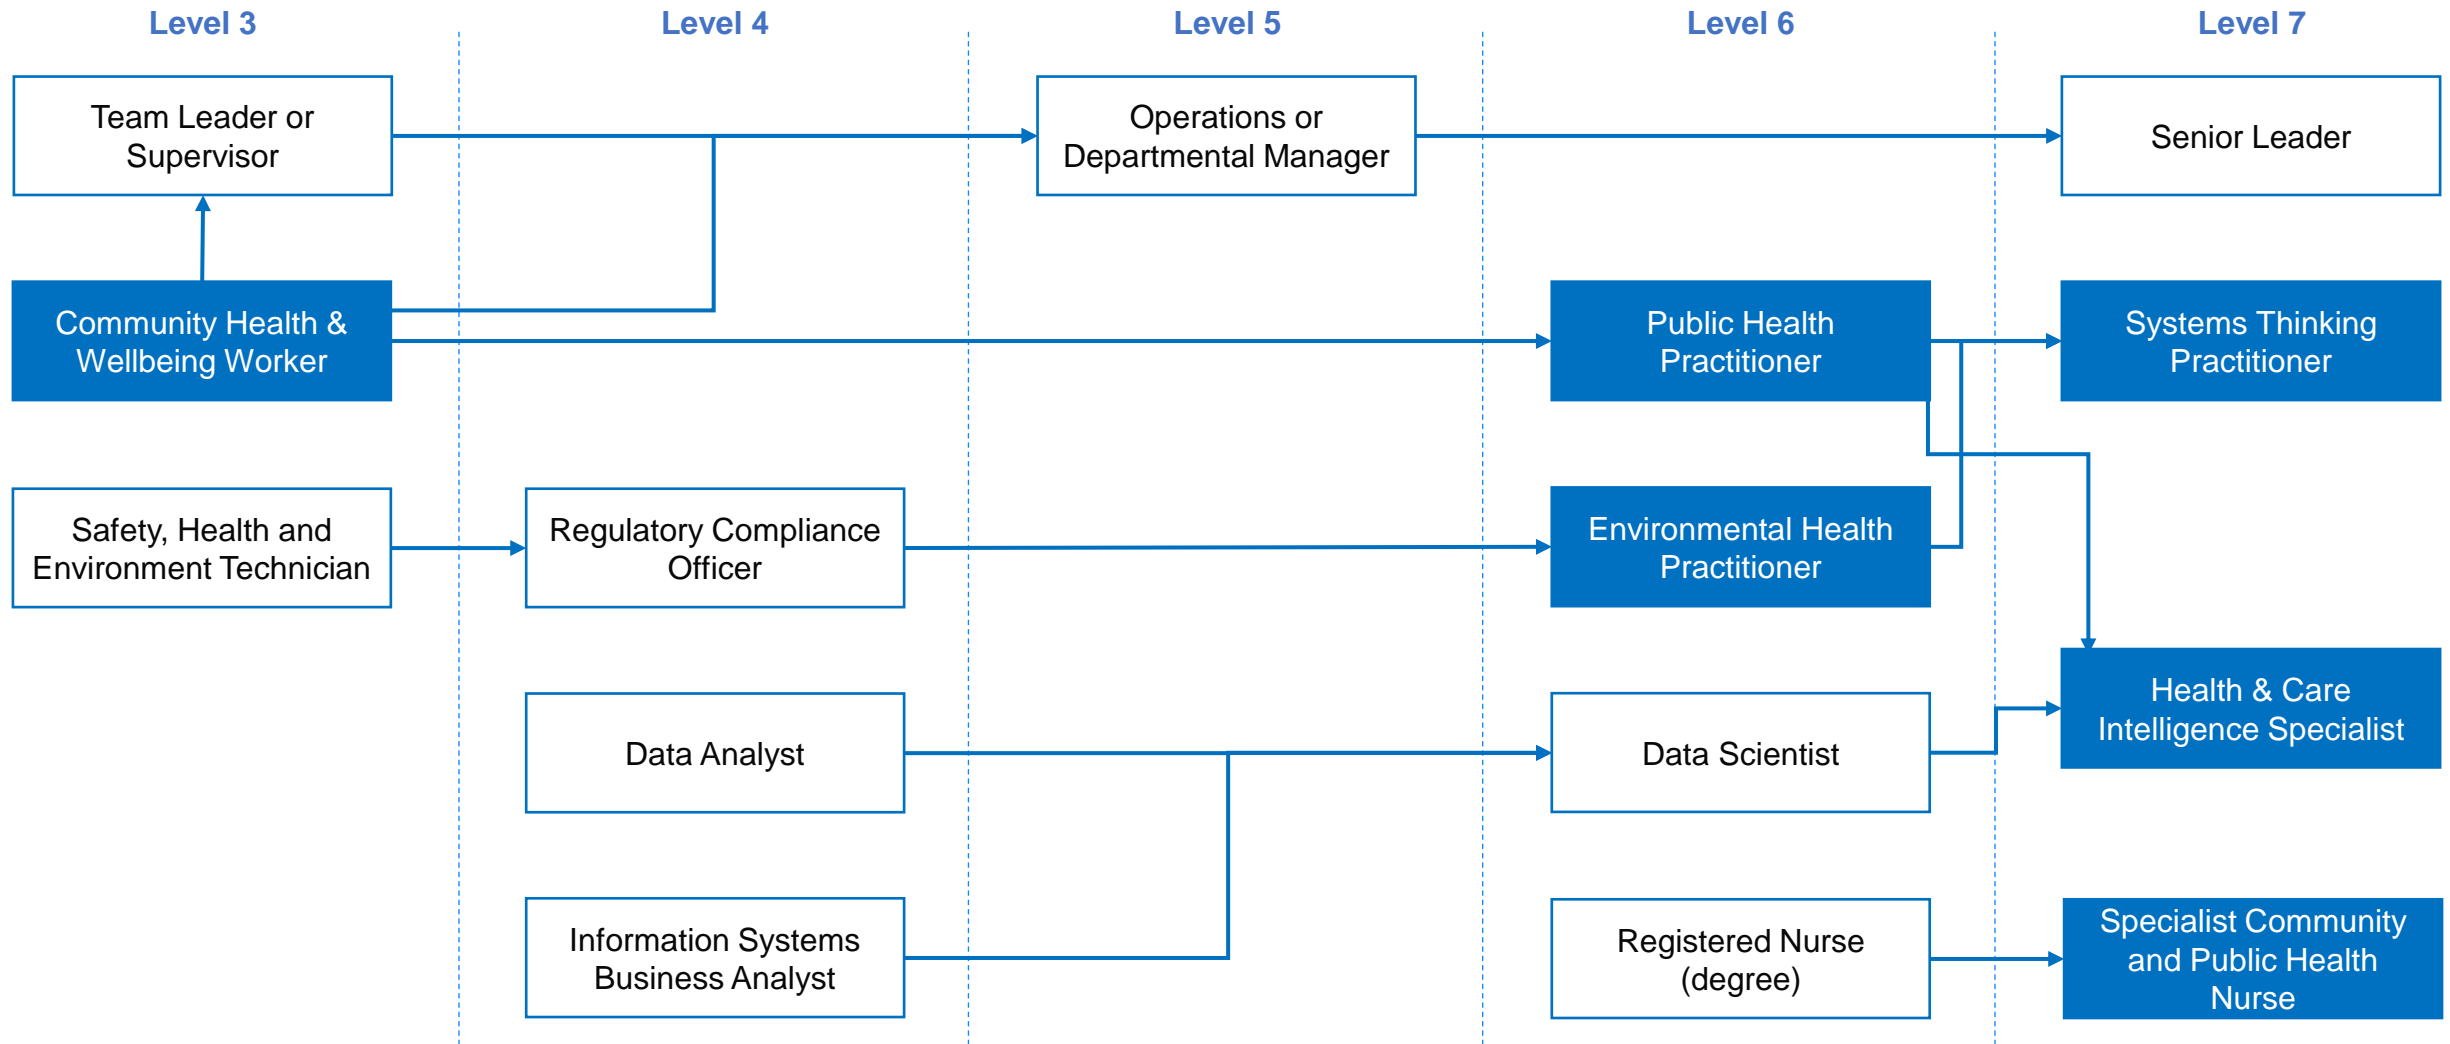 Level 3
Level 4
Level 5
Level 6
Level 7
Team Leader or
Supervisor
Operations or
Departmental Manager
Senior Leader
Community Health &
Wellbeing Worker
Public Health
Practitioner
Systems Thinking
Practitioner
Safety, Health and
Environment Technician
Regulatory Compliance
Officer
Environmental Health
Practitioner
Data Analyst
Data Scientist
Health & Care
Intelligence Specialist
Information Systems
Business Analyst
Registered Nurse
(degree)
Specialist Community
and Public Health
Nurse